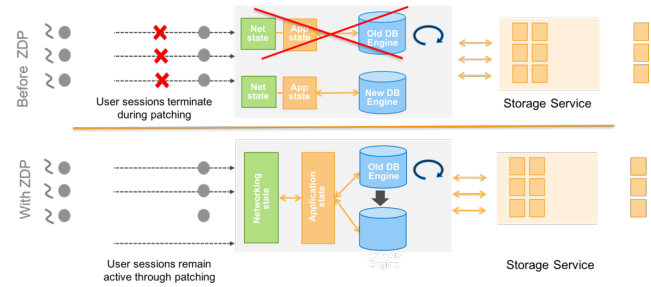 Before ZDP
Net
state
App
state
Old DB
Engine
Net
state
App
state
New DB
Engine
User sessions terminate
during patching
Storage Service
With ZDP
Networking
state
Application
state
Old DB
Engine
Engine
User sessions remain
active through patching
Storage Service